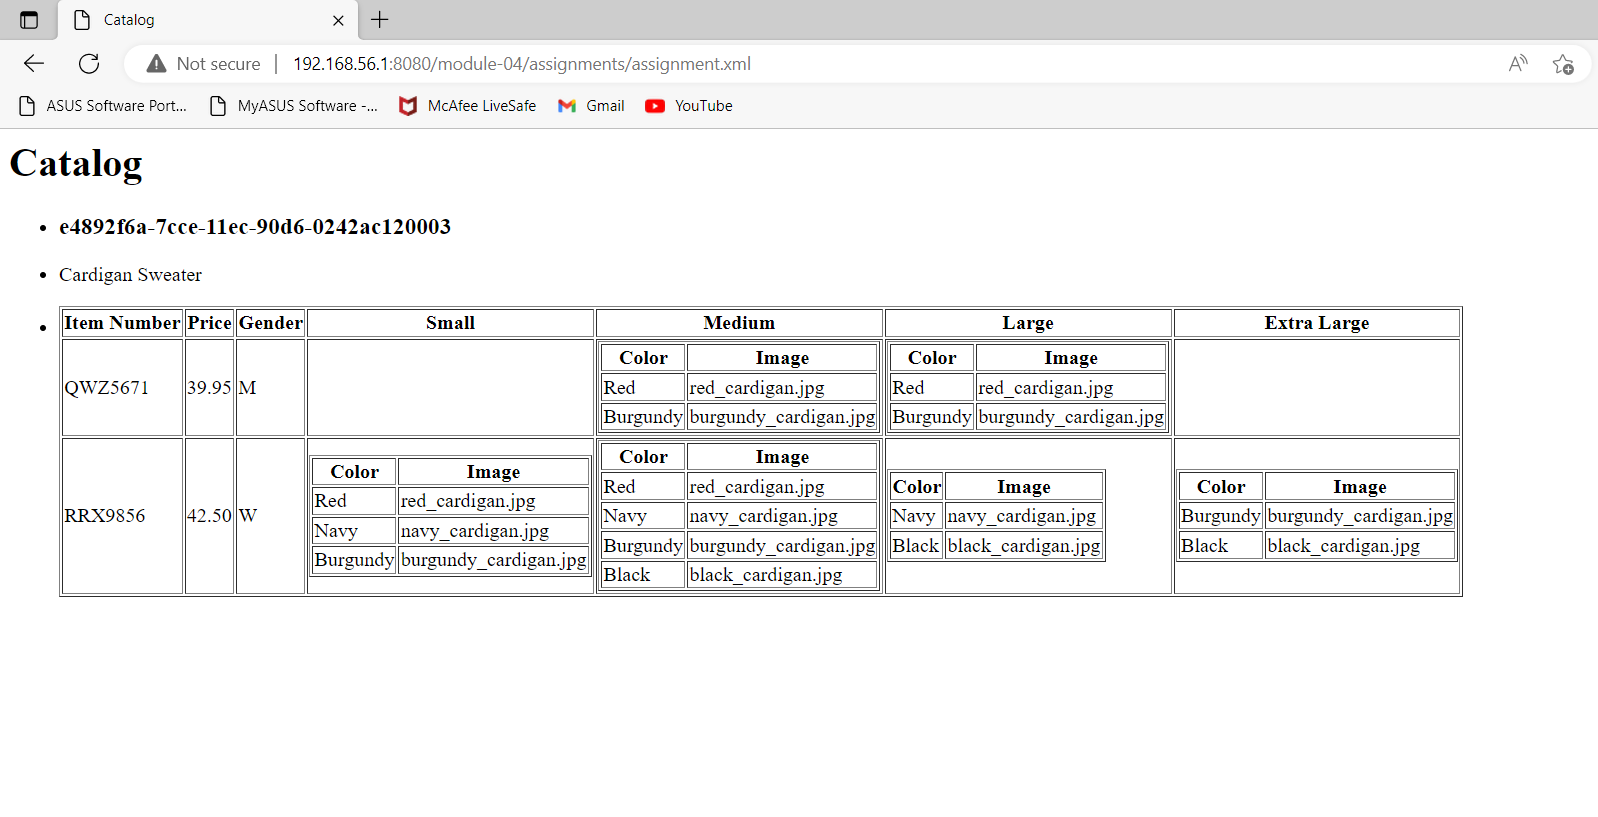 Catalog
Not secure 192.168.56.1:8080/module-04/assignments/assignment.xml
ASUS Software Port... MyASUS Software -... McAfee LiveSafe Gmail YouTube
Catalog
e4892f6a-7cce-11ec-90d6-0242ac120003
Cardigan Sweater
Item Number Price Gender Small Medium Large Extra Large
QWZ5671 39.95 M
Color Image
Red red_cardigan.jpg
Burgundy burgundy_cardigan.jpg
Color Image
Red red_cardigan.jpg
Burgundy burgundy_cardigan.jpg
RRX9856 42.50 W
Color Image
Red red_cardigan.jpg
Navy navy_cardigan.jpg
Burgundy burgundy_cardigan.jpg
Color Image
Red red_cardigan.jpg
Navy navy_cardigan.jpg
Burgundy burgundy_cardigan.jpg
Black black_cardigan.jpg
Color Image
Navy navy_cardigan.jpg
Black black_cardigan.jpg
Color Image
Burgundy burgundy_cardigan.jpg
Black black_cardigan.jpg